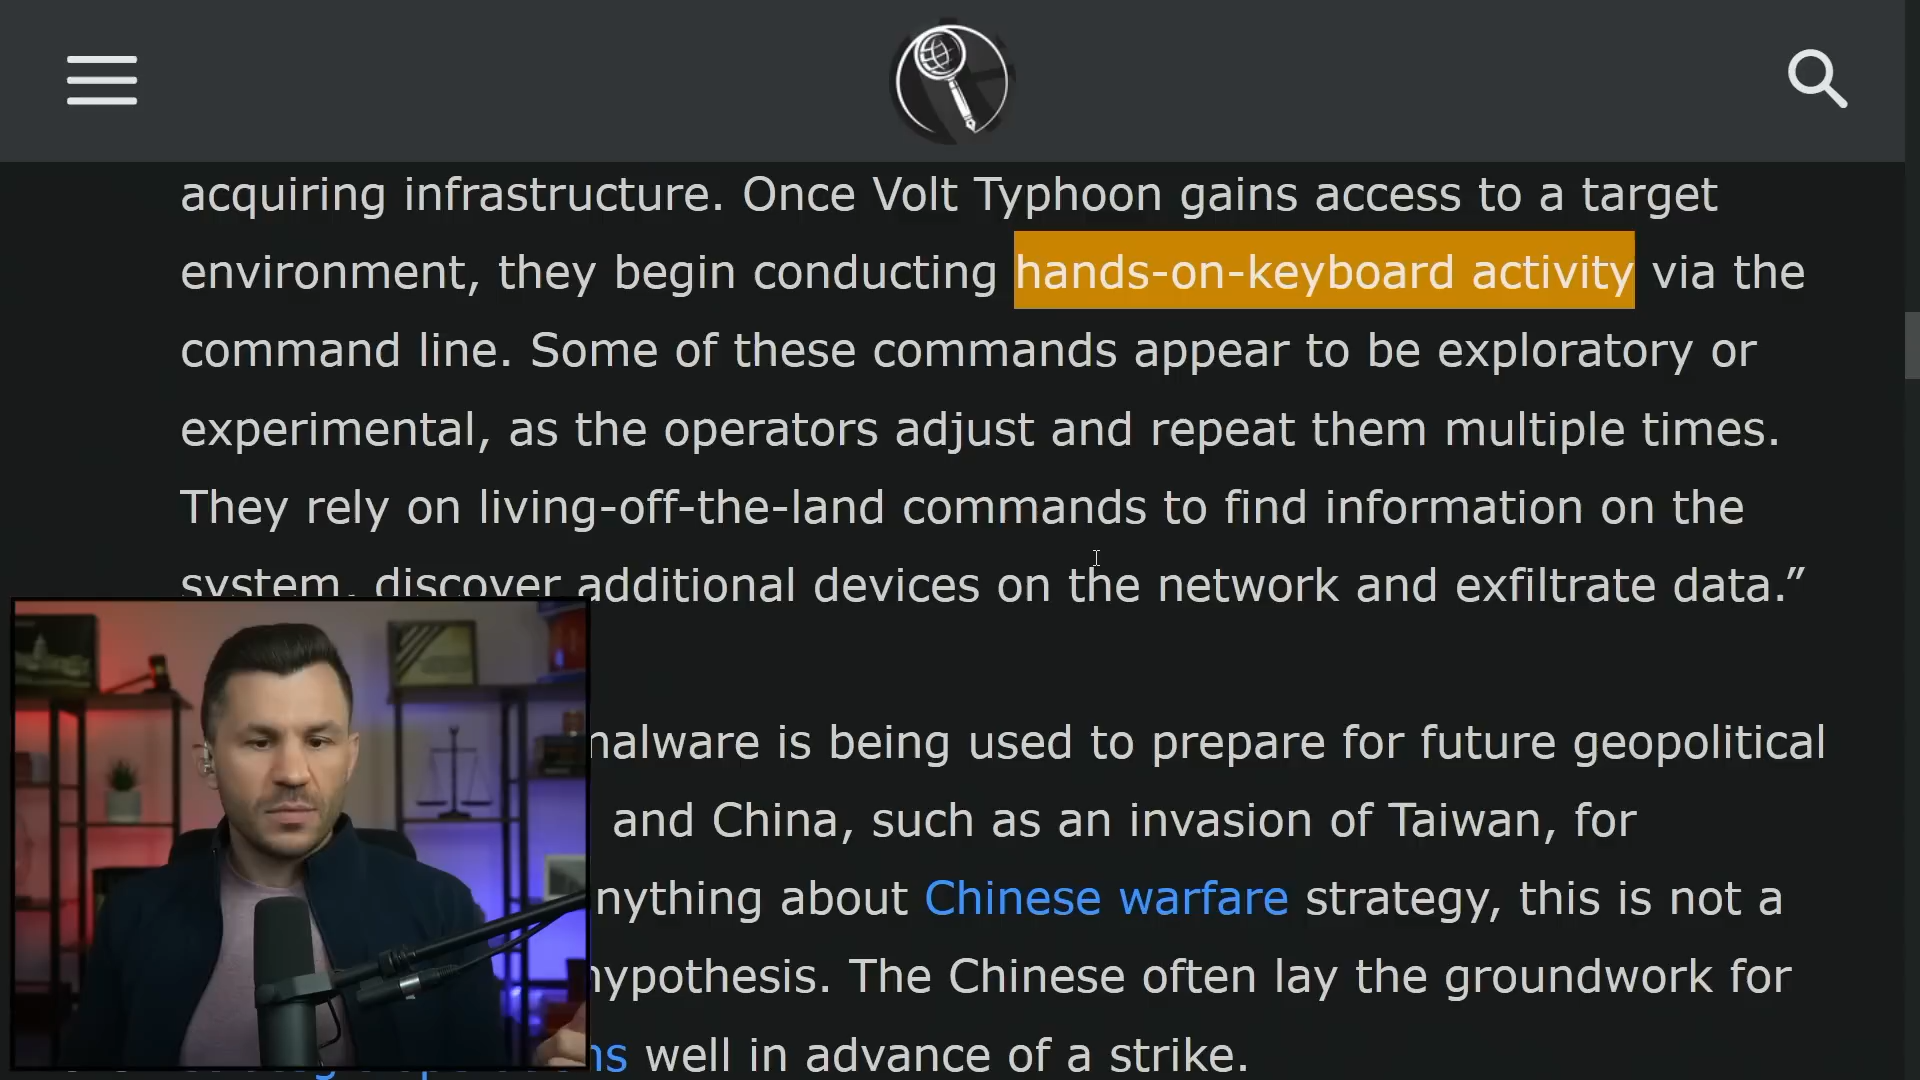 acquiring infrastructure. Once Volt Typhoon gains access to a target
environment, they begin conducting hands-on-keyboard activity via the
command line. Some of these commands appear to be exploratory or
experimental, as the operators adjust and repeat them multiple times.
They rely on living-off-the-land commands to find information on the
system, discover additional devices on the network and exfiltrate data.”
malware is being used to prepare for future geopolitical
and China, such as an invasion of Taiwan, for
nything about Chinese warfare strategy, this is not a
hypothesis. The Chinese often lay the groundwork for
ns well in advance of a strike.